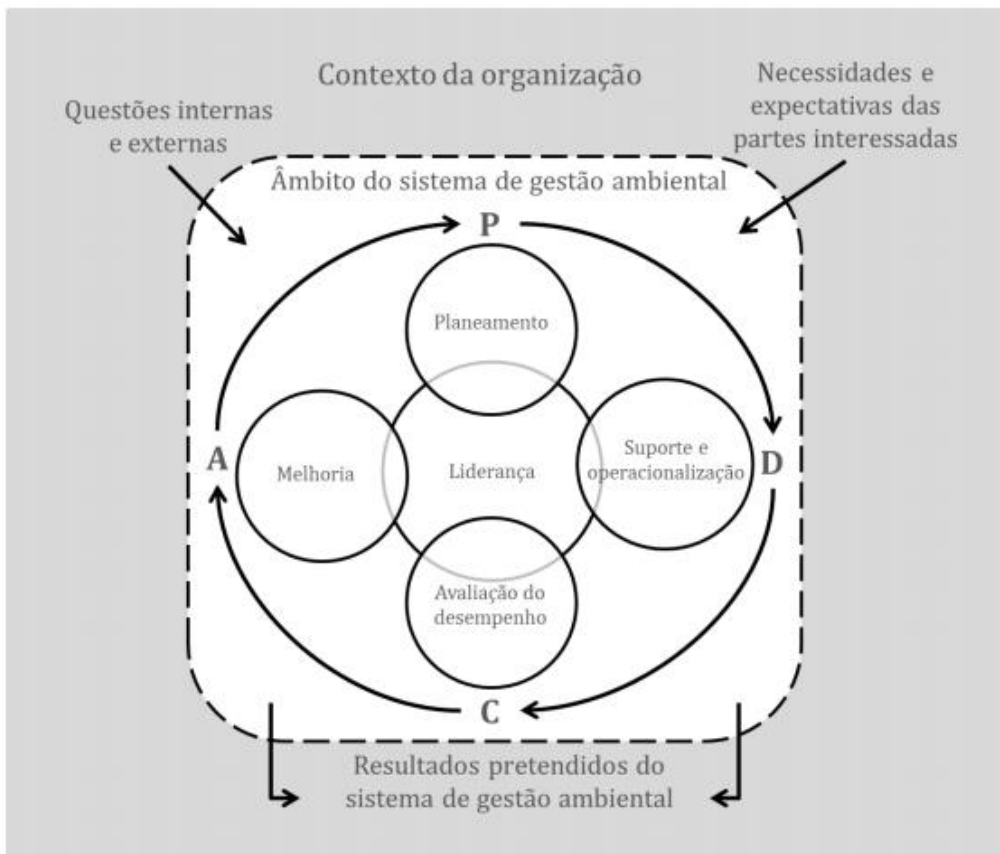 Contexto da organização
Questões internas
e externas
Necessidades e
expectativas das
partes interessadas
Âmbito do sistema de gestão ambiental
P
Planeamento
A
Melhoria
Liderança
Suporte e
operacionalização
D
Avaliação do
desempenho
C
Resultados pretendidos do
sistema de gestão ambiental